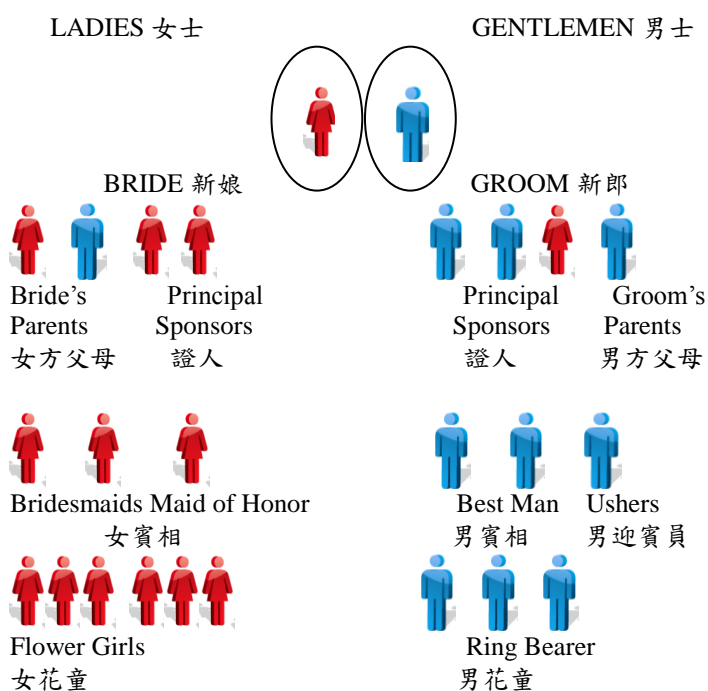 LADIES 女士 GENTLEMEN 男士
BRIDE 新娘 GROOM 新郎
Bride’s Principal Principal Groom’s
Parents Sponsors Sponsors Parents
女方父母 證人 證人 男方父母
Bridesmaids Maid of Honor Best Man Ushers
女賓相 男賓相 男迎賓員
Flower Girls Ring Bearer
女花童 男花童